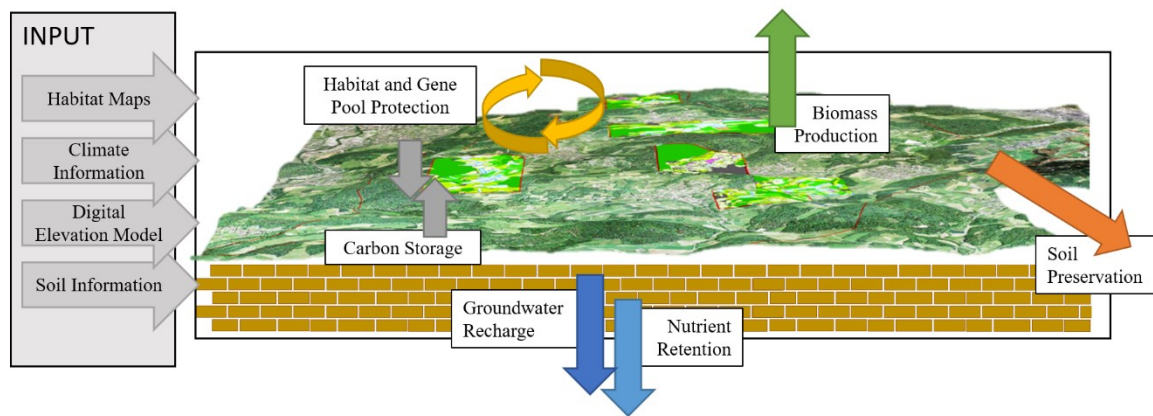 INPUT
Habitat Maps
Climate
Information
Digital
Elevation Model
Soil Information
Habitat and Gene
Pool Protection
Biomass
Production
Carbon Storage
Soil
Preservation
Groundwater
Recharge
Nutrient
Retention